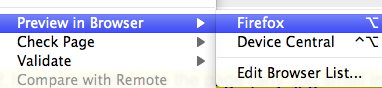 Preview in Browser ▶ Firefox ⌥
Check Page ▶ Device Central ^⌥
Validate ▶
Compare with Remote Edit Browser List...